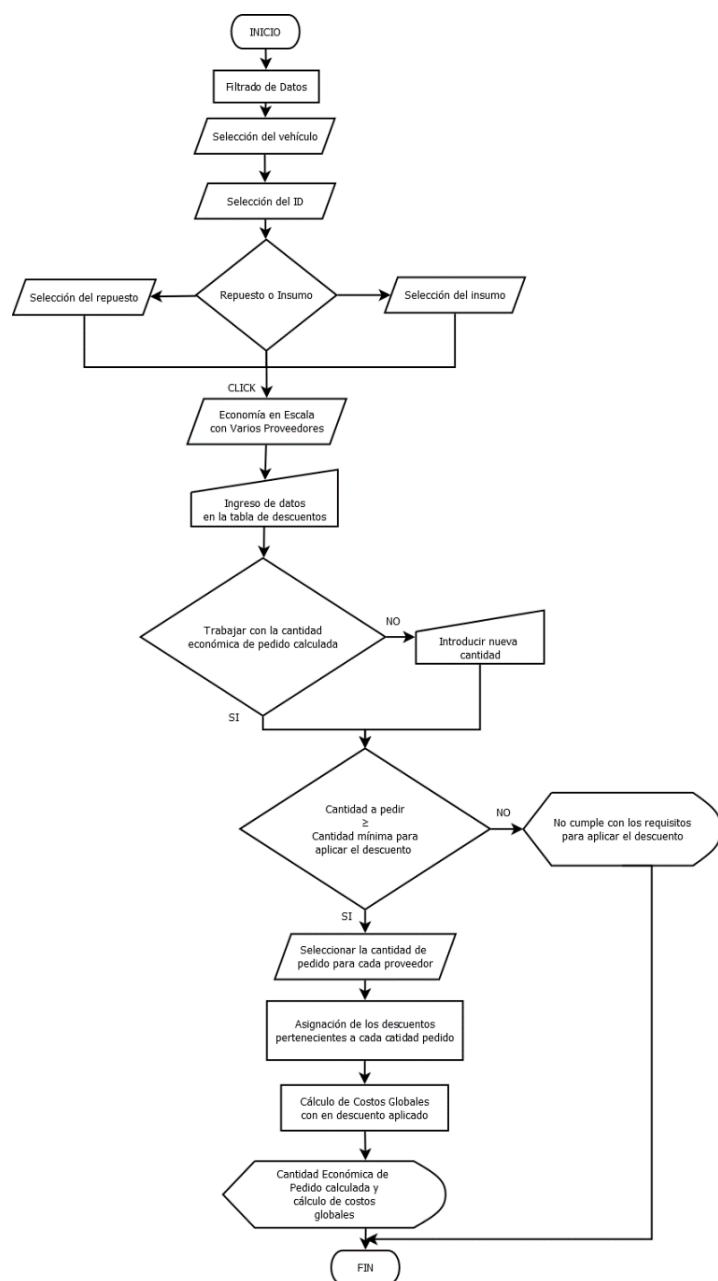 INICIO
Filtrado de Datos
Selección del vehículo
Selección del ID
Repuesto o Insumo
Selección del repuesto
Selección del insumo
CLICK
Economía en Escala
con Varios Proveedores
Ingreso de datos
en la tabla de descuentos
Trabajar con la cantidad
económica de pedido calculada
NO
Introducir nueva
cantidad
SI
Cantidad a pedir
≥
Cantidad mínima para
aplicar el descuento
NO
No cumple con los requisitos
para aplicar el descuento
SI
Seleccionar la cantidad de
pedido para cada proveedor
Asignación de los descuentos
pertenecientes a cada catidad pedido
Cálculo de Costos Globales
con en descuento aplicado
Cantidad Económica de
Pedido calculada y
cálculo de costos
globales
FIN